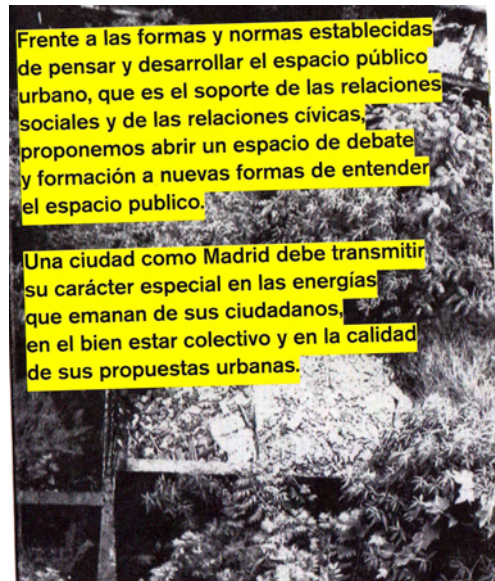 Frente a las formas y normas establecidas
de pensar y desarrollar el espacio público
urbano, que es el soporte de las relaciones
sociales y de las relaciones cívicas,
proponemos abrir un espacio de debate
y formación a nuevas formas de entender
el espacio publico.
Una ciudad como Madrid debe transmitir
su carácter especial en las energías
que emanan de sus ciudadanos,
en el bien estar colectivo y en la calidad
de sus propuestas urbanas.